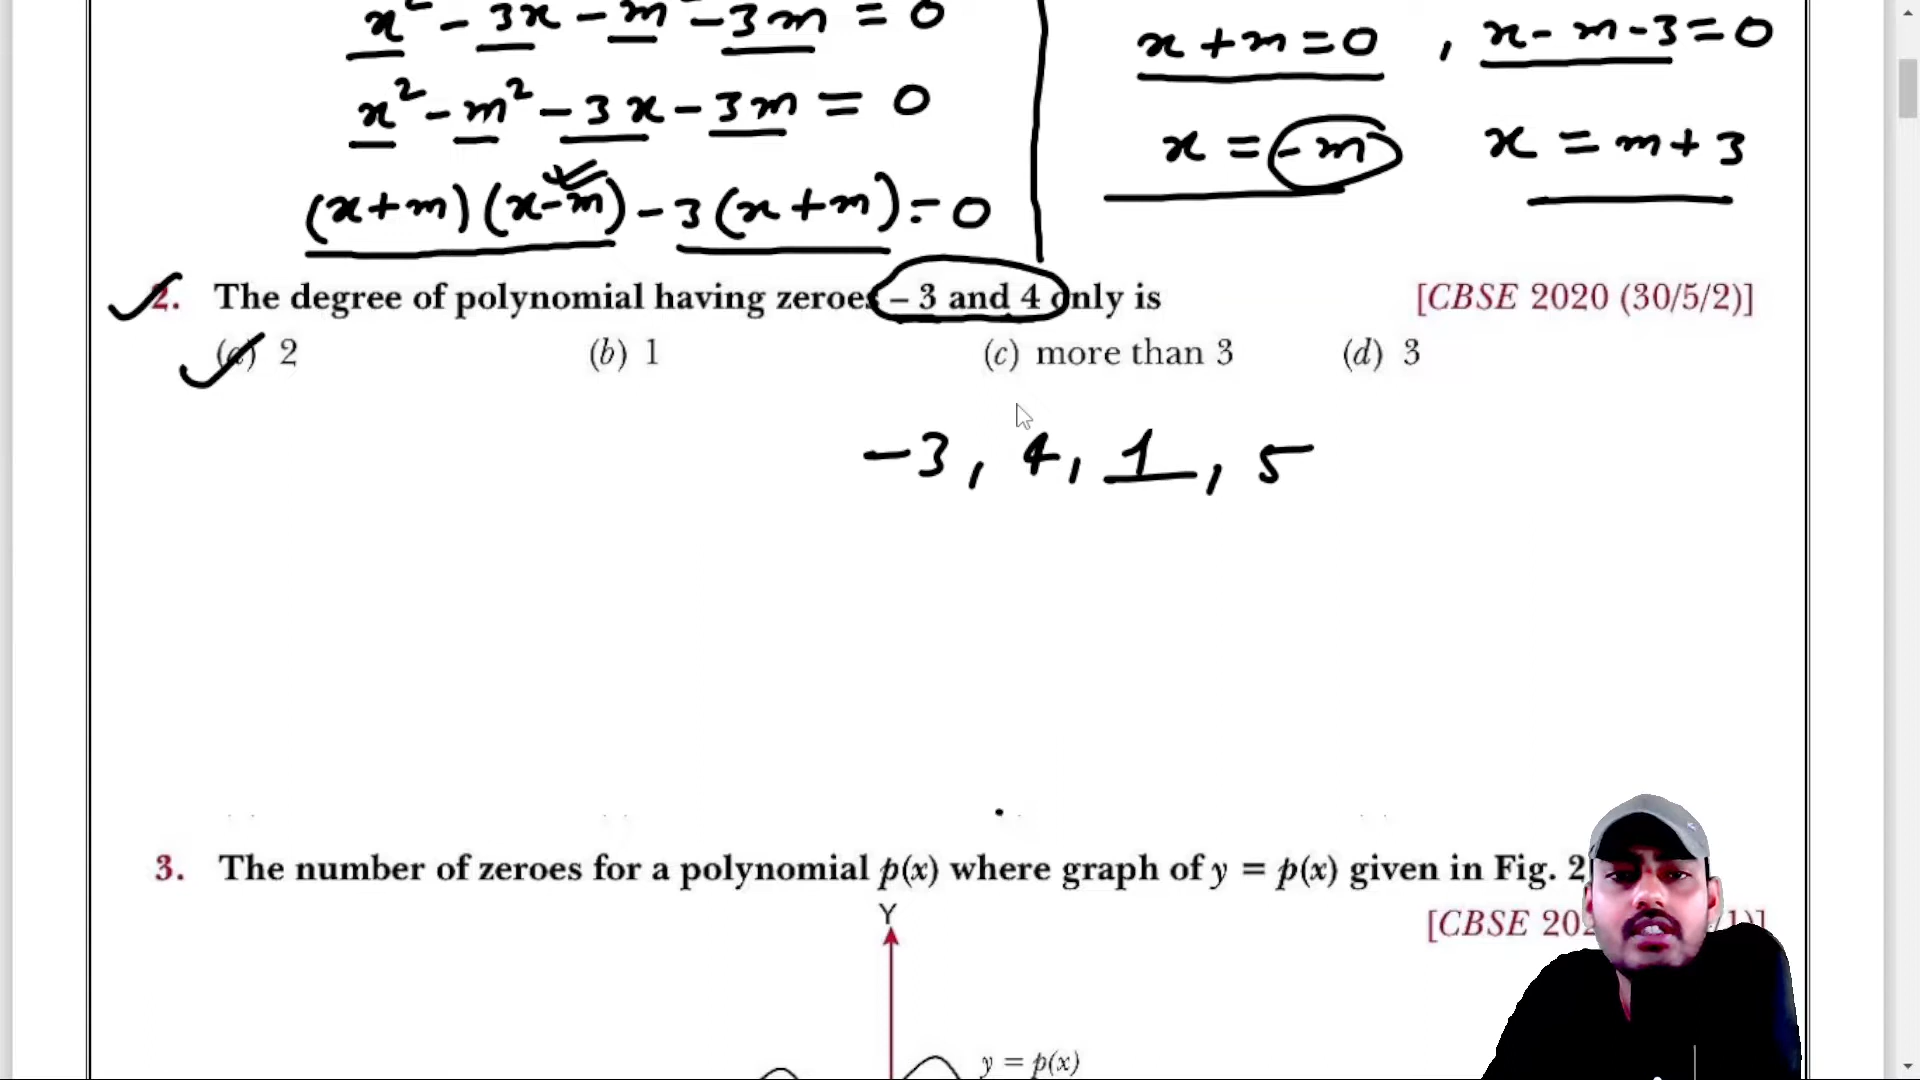 x² - 3x - m² - 3m = 0
x² - m² - 3x - 3m = 0
(x+m)(x-m) - 3(x+m) = 0
x + m = 0 , x - m - 3 = 0
x = -m x = m + 3
2. The degree of polynomial having zeroes – 3 and 4 only is [CBSE 2020 (30/5/2)]
(a) 2 (b) 1 (c) more than 3 (d) 3
-3, 4, 1, 5
3. The number of zeroes for a polynomial p(x) where graph of y = p(x) given in Fig. 2
[CBSE 20 /1)]
Y
y = p(x)